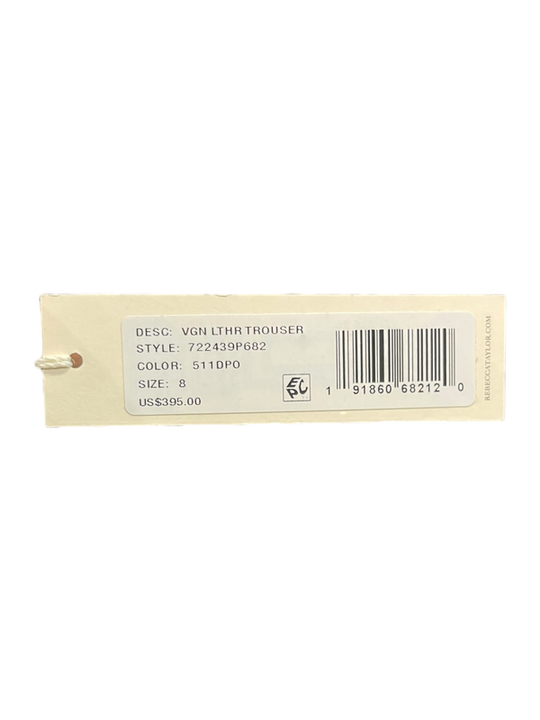 DESC: VGN LTHR TROUSER
STYLE: 722439P682
COLOR: 511DPO
SIZE: 8
US$395.00
EPC
1 91860 68212 0
REBECCATAYLOR.COM